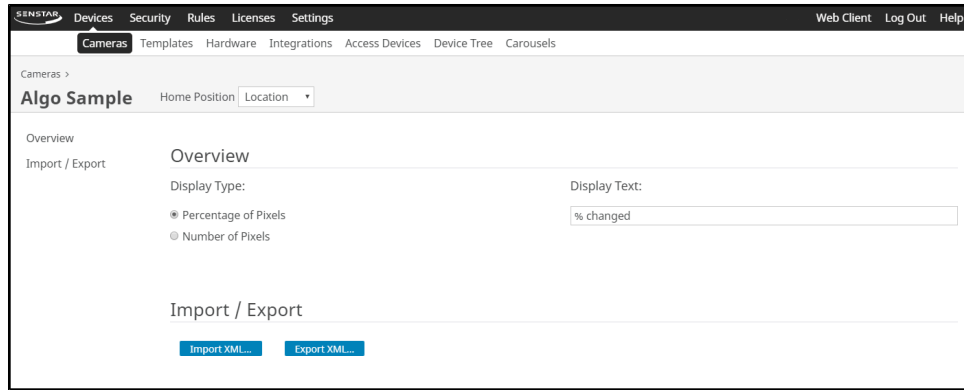 SENSTAR Devices Security Rules Licenses Settings Web Client Log Out Help
Cameras Templates Hardware Integrations Access Devices Device Tree Carousels
Cameras >
Algo Sample Home Position Location
Overview
Import / Export
Overview
Display Type: Display Text:
Percentage of Pixels % changed
Number of Pixels
Import / Export
Import XML... Export XML...